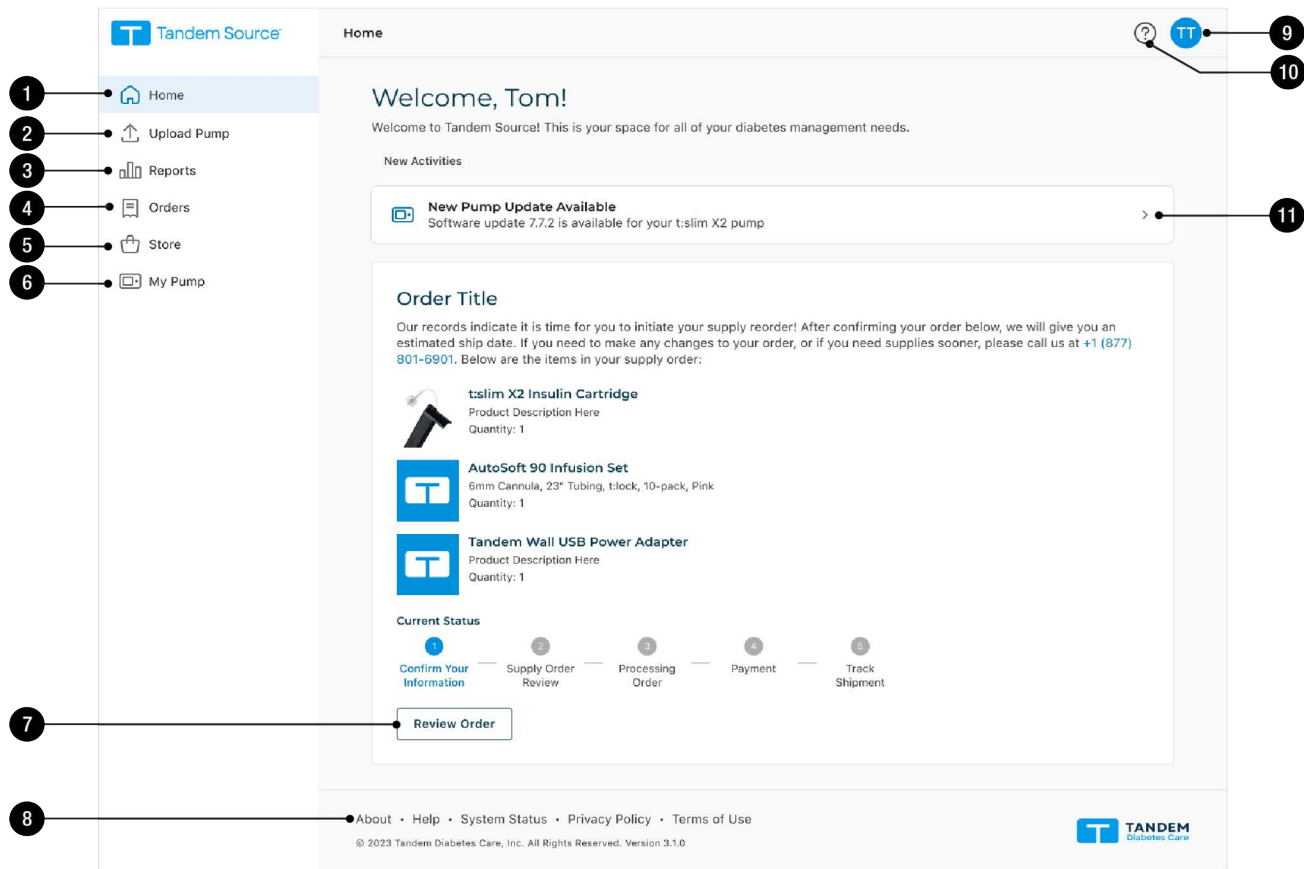 Tandem Source
Home
TT
9
10
1
Home
2
Upload Pump
3
Reports
4
Orders
5
Store
6
My Pump
Welcome, Tom!
Welcome to Tandem Source! This is your space for all of your diabetes management needs.
New Activities
New Pump Update Available
Software update 7.7.2 is available for your t:slim X2 pump
11
Order Title
Our records indicate it is time for you to initiate your supply reorder! After confirming your order below, we will give you an
estimated ship date. If you need to make any changes to your order, or if you need supplies sooner, please call us at +1 (877)
801-6901. Below are the items in your supply order:
t:slim X2 Insulin Cartridge
Product Description Here
Quantity: 1
AutoSoft 90 Infusion Set
6mm Cannula, 23" Tubing, t:lock, 10-pack, Pink
Quantity: 1
Tandem Wall USB Power Adapter
Product Description Here
Quantity: 1
Current Status
1 2 3 4 5
Confirm Your Supply Order Processing Payment Track
Information Review Order Shipment
7
Review Order
8
About • Help • System Status • Privacy Policy • Terms of Use
© 2023 Tandem Diabetes Care, Inc. All Rights Reserved. Version 3.1.0
TANDEM
Diabetes Care